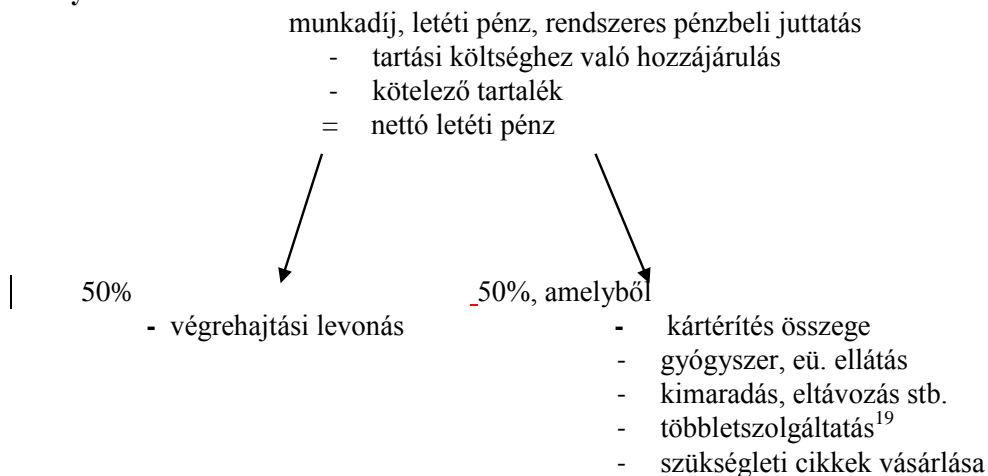 munkadíj, letéti pénz, rendszeres pénzbeli juttatás
- tartási költséghez való hozzájárulás
- kötelező tartalék
= nettó letéti pénz
50%
- végrehajtási levonás
50%, amelyből
- kártérítés összege
- gyógyszer, eü. ellátás
- kimaradás, eltávozás stb.
- többletszolgáltatás19
- szükségleti cikkek vásárlása